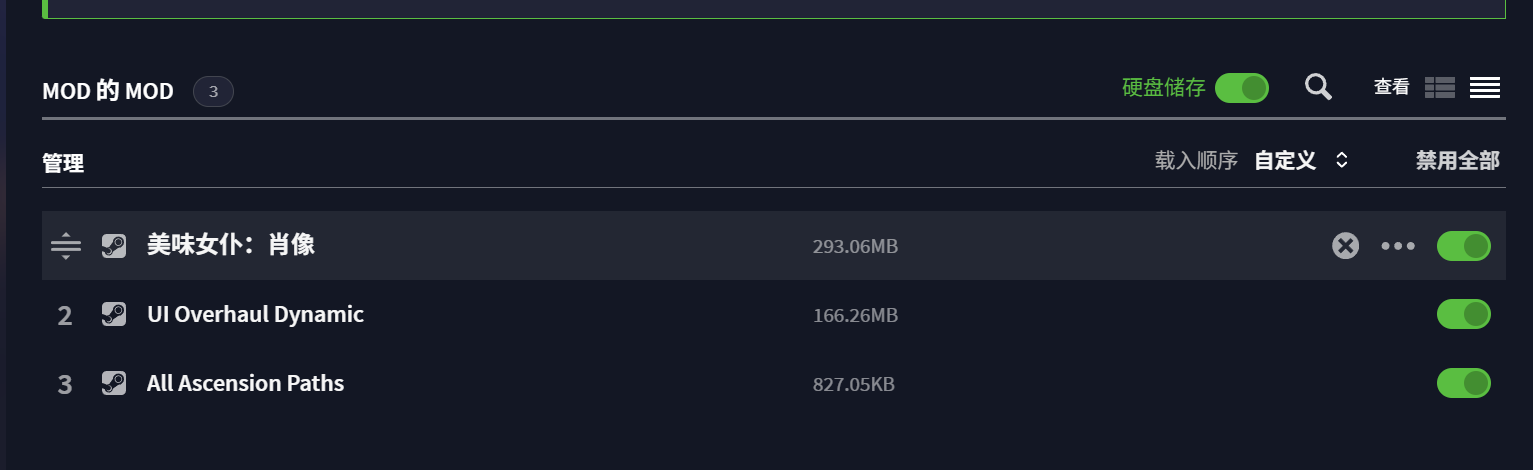 MOD 的 MOD 3 硬盘储存 查看
管理 载入顺序 自定义 禁用全部
美味女仆：肖像 293.06MB
2 UI Overhaul Dynamic 166.26MB
3 All Ascension Paths 827.05KB